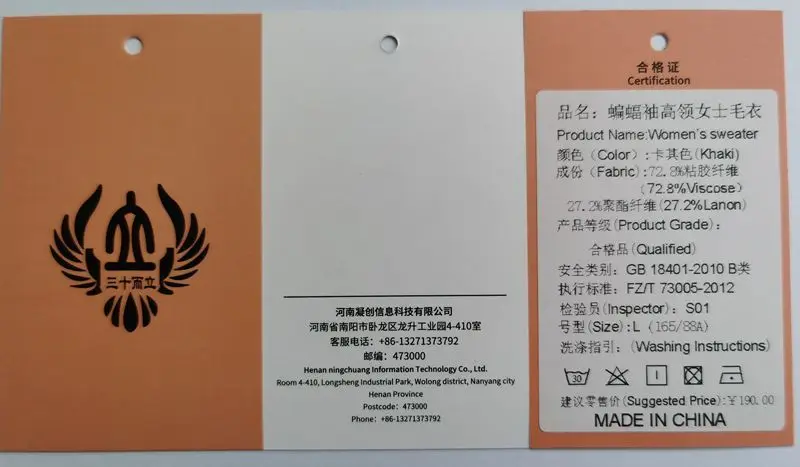 三十而立
河南凝创信息科技有限公司
河南省南阳市卧龙区龙升工业园4-410室
客服电话：+86-13271373792
邮编：473000
Henan ningchuang Information Technology Co., Ltd.
Room 4-410, Longsheng Industrial Park, Wolong district, Nanyang city
Henan Province
Postcode: 473000
Phone: +86-13271373792
合格证
Certification
品名：蝙蝠袖高领女士毛衣
Product Name:Women's sweater
颜色（Color）:卡其色(Khaki)
成份（Fabric):72.8%粘胶纤维
（72.8%Viscose）
27.2%聚酯纤维(27.2%Lanon)
产品等级(Product Grade)：
合格品(Qualified)
安全类别：GB 18401-2010 B类
执行标准：FZ/T 73005-2012
检验员(Inspector)：S01
号型(Size):L (165/88A)
洗涤指引：(Washing Instructions)
30
建议零售价(Suggested Price):￥190.00
MADE IN CHINA